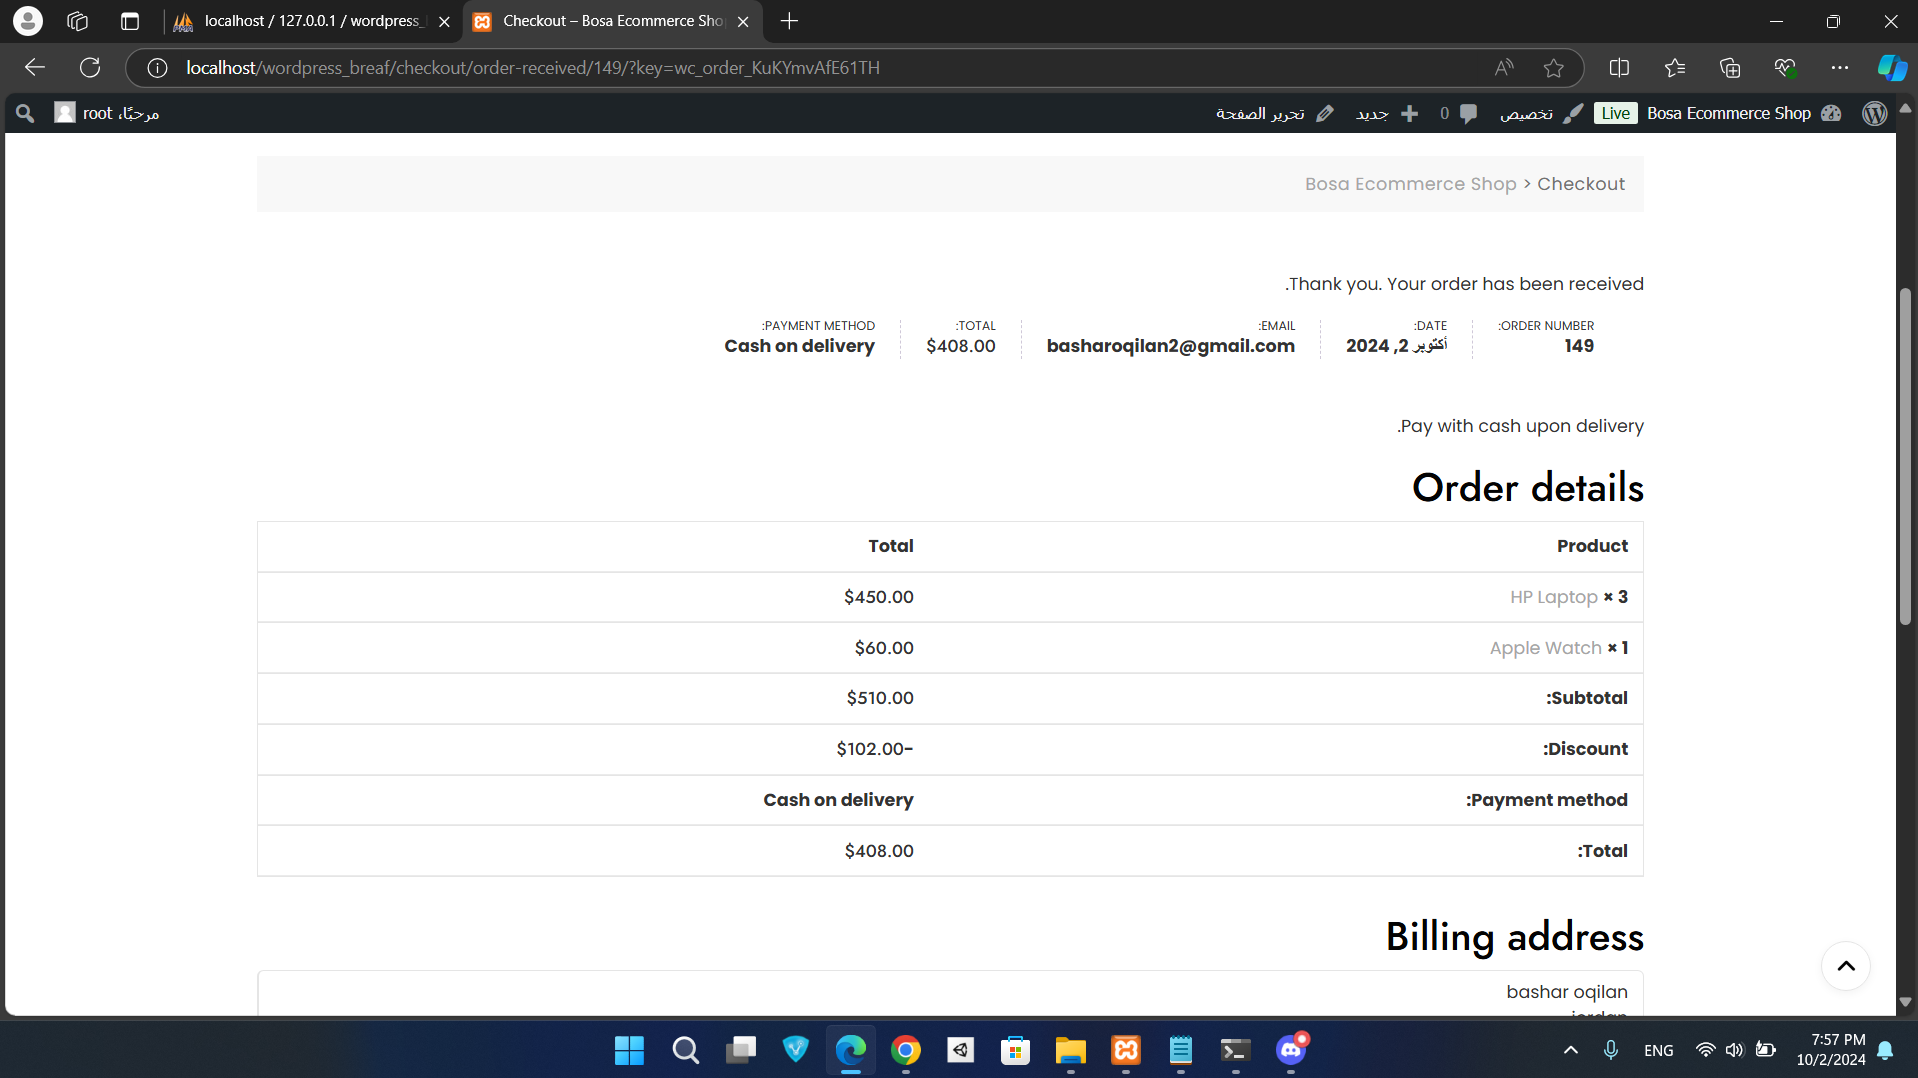 localhost / 127.0.0.1 / wordpress_
Checkout – Bosa Ecommerce Sho
localhost/wordpress_breaf/checkout/order-received/149/?key=wc_order_KuKYmvAfE61TH
Bosa Ecommerce Shop Live تخصيص 0 جديد تحرير الصفحة
مرحبًا، root
Bosa Ecommerce Shop > Checkout
Thank you. Your order has been received.
ORDER NUMBER:
149
DATE:
أكتوبر 2, 2024
EMAIL:
basharoqilan2@gmail.com
TOTAL:
$408.00
PAYMENT METHOD:
Cash on delivery
Pay with cash upon delivery.
Order details
Product Total
HP Laptop × 3 $450.00
Apple Watch × 1 $60.00
Subtotal: $510.00
Discount: -$102.00
Payment method: Cash on delivery
Total: $408.00
Billing address
bashar oqilan
jordan
ENG
7:57 PM
10/2/2024